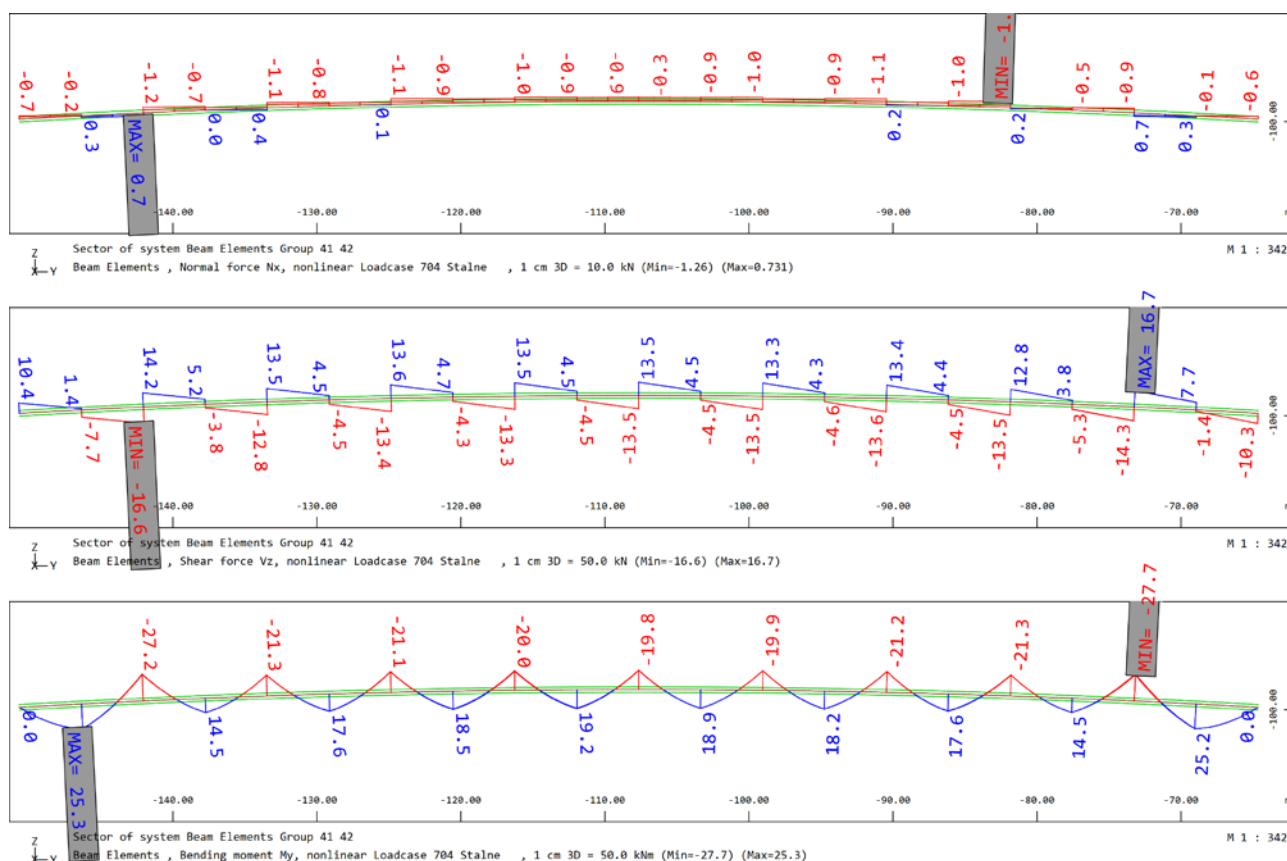 -0.7 -0.2 -1.2 -0.7 -1.1 -0.8 -1.1 -0.9 -1.0 -0.9 -0.9 -0.3 -0.9 -1.0 -0.9 -1.1 -1.0 MIN= -1. -0.5 -0.9 -0.1 -0.6
0.3 MAX= 0.7 0.0 0.4 0.1 0.2 0.2 0.7 0.3
-100.00
-140.00 -130.00 -120.00 -110.00 -100.00 -90.00 -80.00 -70.00 m
Z Sector of system Beam Elements Group 41 42 M 1 : 342
X Y Beam Elements , Normal force Nx, nonlinear Loadcase 704 Stalne , 1 cm 3D = 10.0 kN (Min=-1.26) (Max=0.731)
10.4 1.4 14.2 5.2 13.5 4.5 13.6 4.7 13.5 4.5 13.5 4.5 13.3 4.3 13.4 4.4 12.8 3.8 MAX= 16.7 7.7
-7.7 MIN= -16.6 -3.8 -12.8 -4.5 -13.4 -4.3 -13.3 -4.5 -13.5 -4.5 -13.5 -4.6 -13.6 -4.5 -13.5 -5.3 -14.3 -1.4 -10.3
-100.00
-140.00 -130.00 -120.00 -110.00 -100.00 -90.00 -80.00 -70.00 m
Z Sector of system Beam Elements Group 41 42 M 1 : 342
X Y Beam Elements , Shear force Vz, nonlinear Loadcase 704 Stalne , 1 cm 3D = 50.0 kN (Min=-16.6) (Max=16.7)
-27.2 -21.3 -21.1 -20.0 -19.8 -19.9 -21.2 -21.3 MIN= -27.7
0.0 MAX= 25.3 14.5 17.6 18.5 19.2 18.9 18.2 17.6 14.5 25.2 0.0
-100.00
-140.00 -130.00 -120.00 -110.00 -100.00 -90.00 -80.00 -70.00 m
Z Sector of system Beam Elements Group 41 42 M 1 : 342
X Y Beam Elements , Bending moment My, nonlinear Loadcase 704 Stalne , 1 cm 3D = 50.0 kNm (Min=-27.7) (Max=25.3)